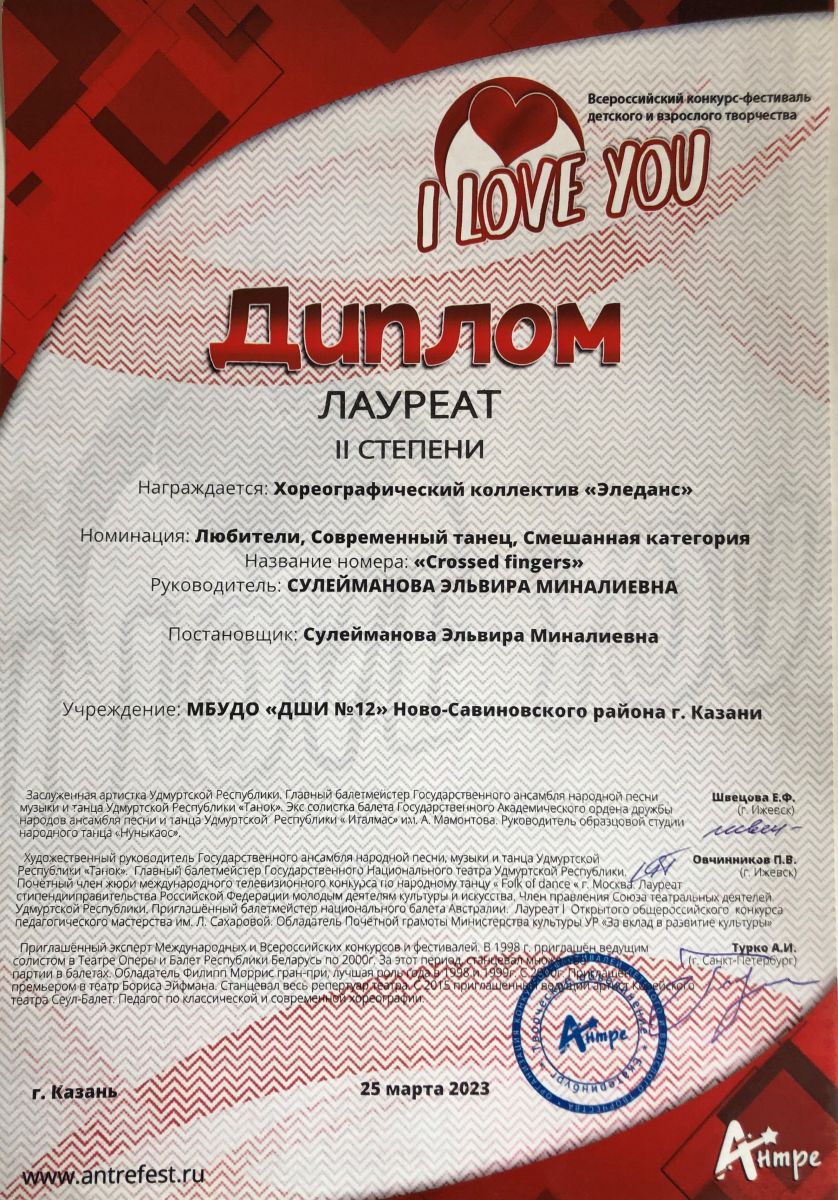 Всероссийский конкурс-фестиваль
детского и взрослого творчества
I LOVE YOU
Диплом
ЛАУРЕАТ
II СТЕПЕНИ
Награждается: Хореографический коллектив «Эледанс»
Номинация: Любители, Современный танец, Смешанная категория
Название номера: «Crossed fingers»
Руководитель: СУЛЕЙМАНОВА ЭЛЬВИРА МИНАЛИЕВНА
Постановщик: Сулейманова Эльвира Миналиевна
Учреждение: МБУДО «ДШИ №12» Ново-Савиновского района г. Казани
Заслуженная артистка Удмуртской Республики. Главный балетмейстер Государственного ансамбля народной песни
музыки и танца Удмуртской Республики «Танок». Экс солистка балета Государственного Академического ордена дружбы
народов ансамбля песни и танца Удмуртской Республики « Италмас» им. А. Мамонтова. Руководитель образцовой студии
народного танца «Нуныкаос».
Швецова Е.Ф.
(г. Ижевск)
Художественный руководитель Государственного ансамбля народной песни, музыки и танца Удмуртской
Республики «Танок». Главный балетмейстер Государственного Национального театра Удмуртской Республики.
Почётный член жюри международного телевизионного конкурса по народному танцу « Folk of dance « г. Москва. Лауреат
стипендииправительства Российской Федерации молодым деятелям культуры и искусства. Член правления Союза театральных деятелей
Удмуртской Республики. Приглашённый балетмейстер национального балета Австралии. Лауреат I Открытого общероссийского конкурса
педагогического мастерства им. Л. Сахаровой. Обладатель Почётной грамоты Министерства культуры УР «За вклад в развитие культуры»
Овчинников П.В.
(г. Ижевск)
Приглашённый эксперт Международных и Всероссийских конкурсов и фестивалей. В 1998 г. приглашён ведущим
солистом в Театре Оперы и Балет Республики Беларусь по 2000г. За этот период, станцевал
партии в балетах. Обладатель Филипп Моррис гран-при, лучшая роль года в 1998 и 1999г. С Приглашен
премьером в театр Бориса Эйфмана. Станцевал весь репертуар театра. С 2015 приглашенный ведущий артист Корейского
театра Сеул-Балет. Педагог по классической и современной хореографии.
Турко А.И.
(г. Санкт-Петербург)
Творческое объединение
Антре
Екатеринбург
г. Казань
25 марта 2023
www.antrefest.ru
Антре